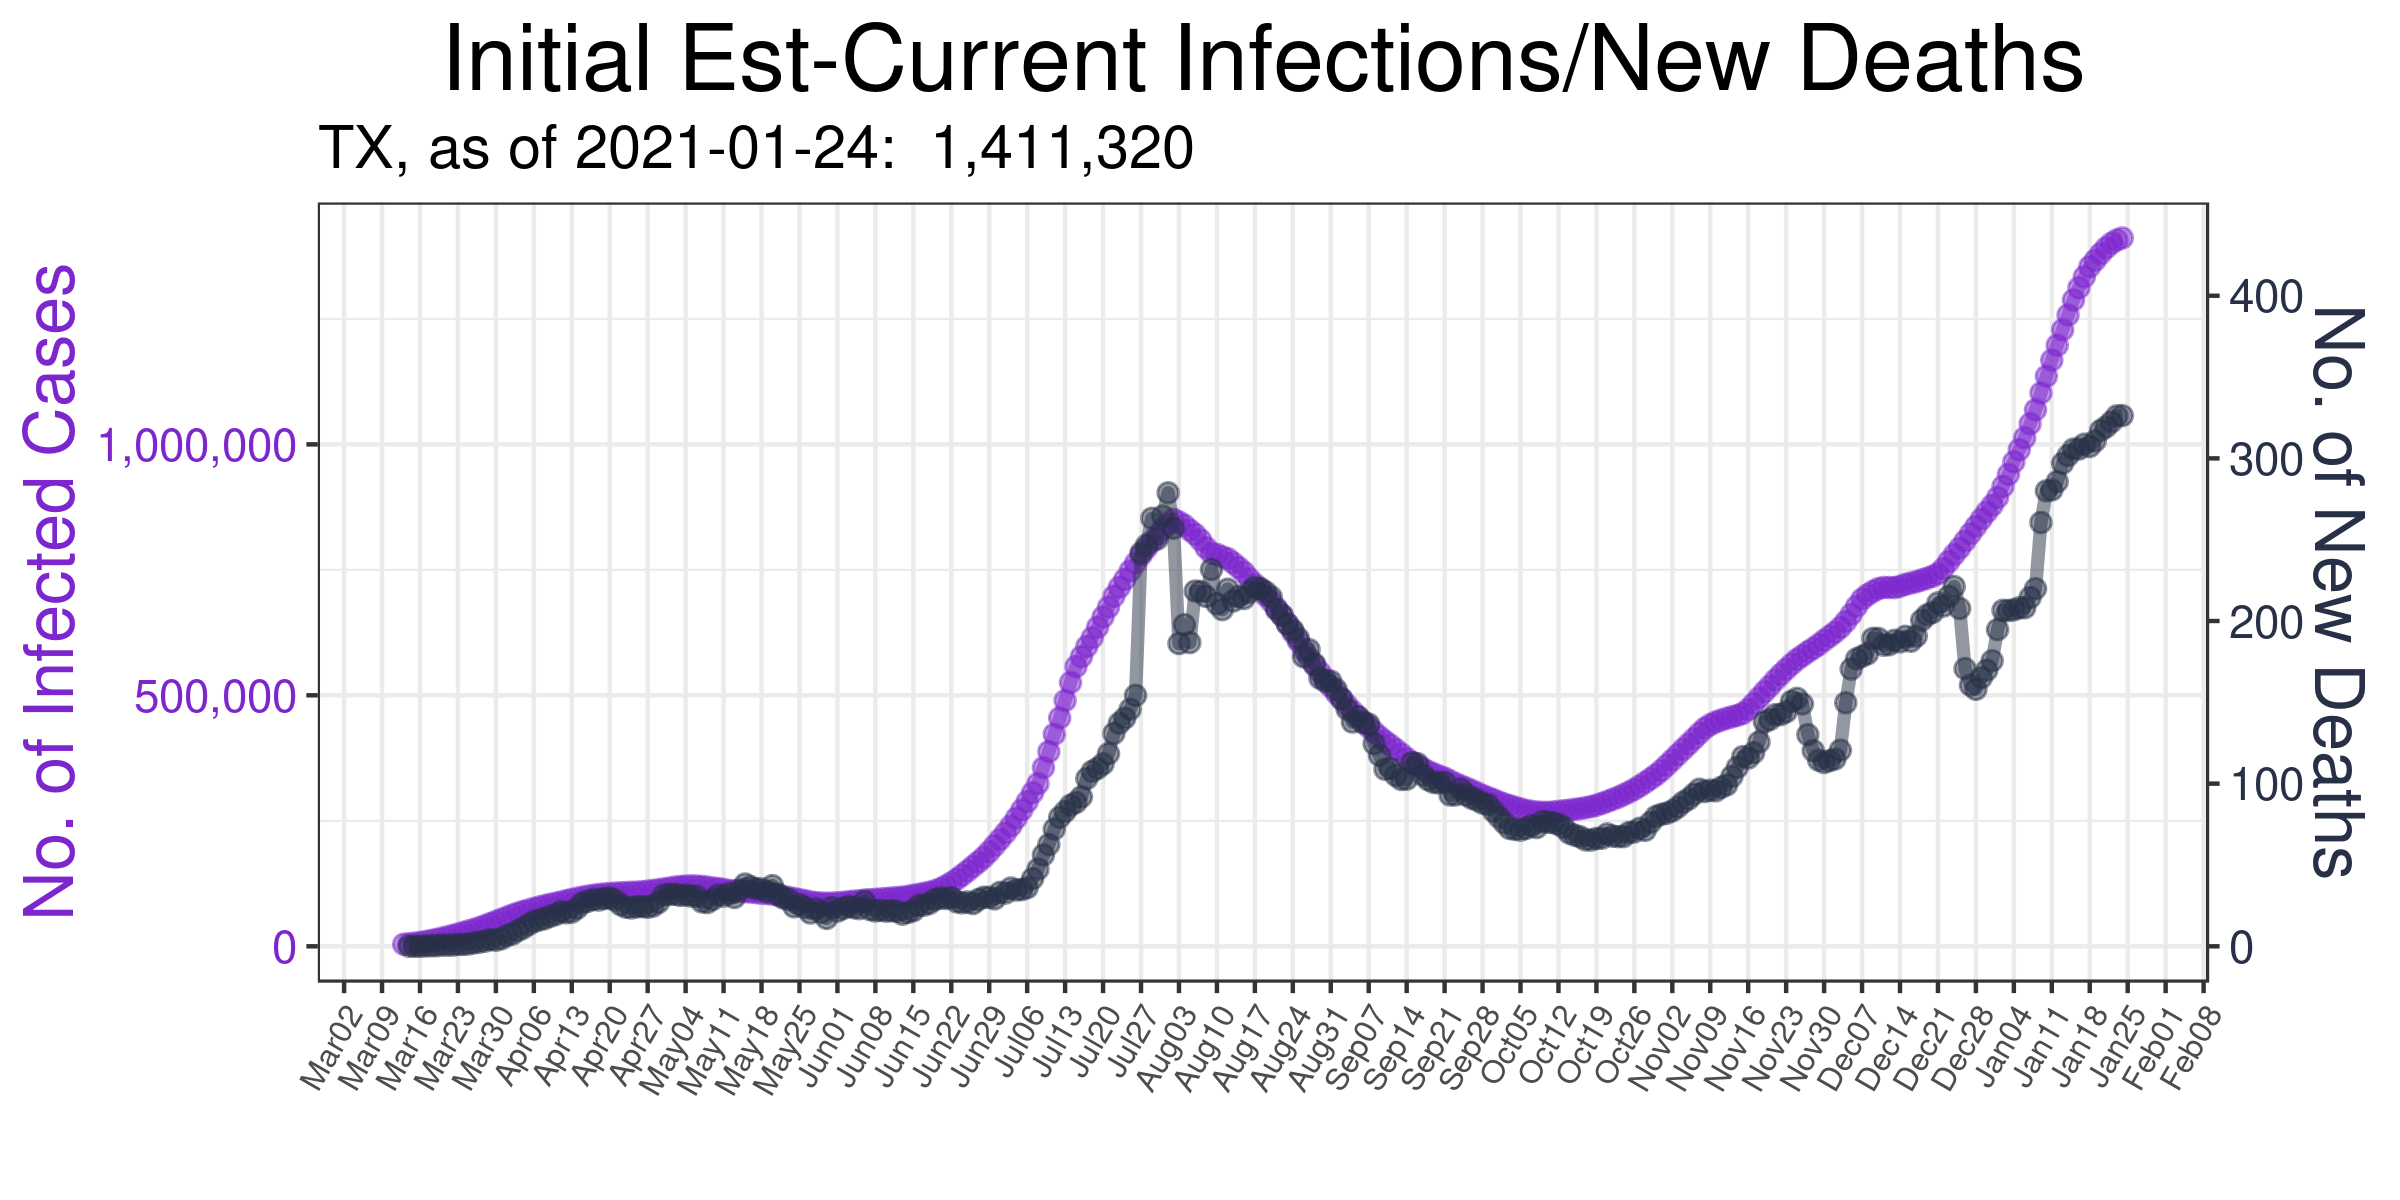 Initial Est-Current Infections/New Deaths
TX, as of 2021-01-24: 1,411,320
No. of Infected Cases
1,000,000
500,000
0
400
300
200
100
0
No. of New Deaths
Mar02
Mar09
Mar16
Mar23
Mar30
Apr06
Apr13
Apr20
Apr27
May04
May11
May18
May25
Jun01
Jun08
Jun15
Jun22
Jun29
Jul06
Jul13
Jul20
Jul27
Aug03
Aug10
Aug17
Aug24
Aug31
Sep07
Sep14
Sep21
Sep28
Oct05
Oct12
Oct19
Oct26
Nov02
Nov09
Nov16
Nov23
Nov30
Dec07
Dec14
Dec21
Dec28
Jan04
Jan11
Jan18
Jan25
Feb01
Feb08